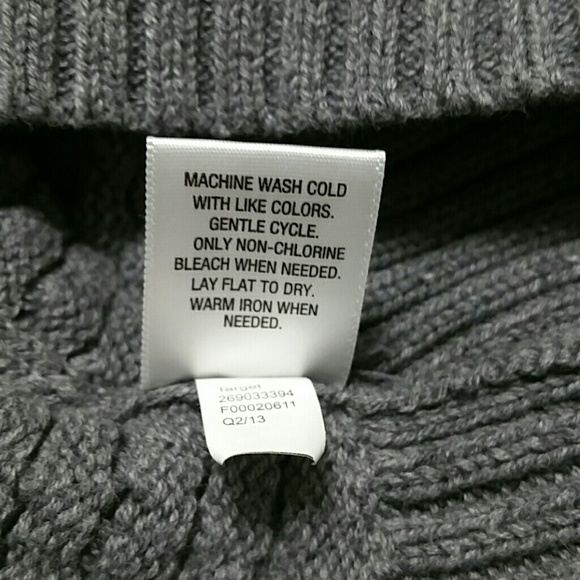 MACHINE WASH COLD
WITH LIKE COLORS.
GENTLE CYCLE.
ONLY NON-CHLORINE
BLEACH WHEN NEEDED.
LAY FLAT TO DRY.
WARM IRON WHEN
NEEDED.
Target
269033394
F00020611
Q2/13